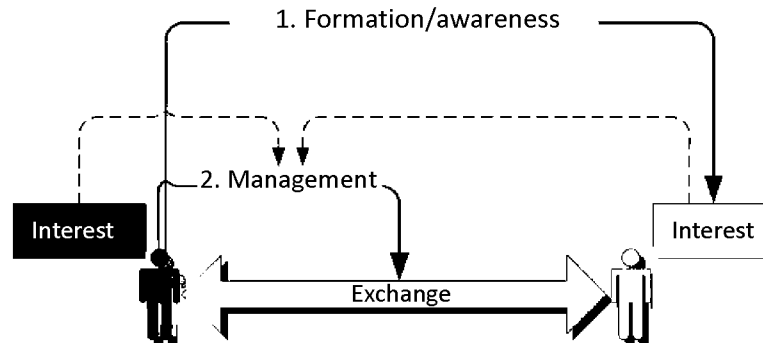 1. Formation/awareness
2. Management
Interest
Interest
Exchange